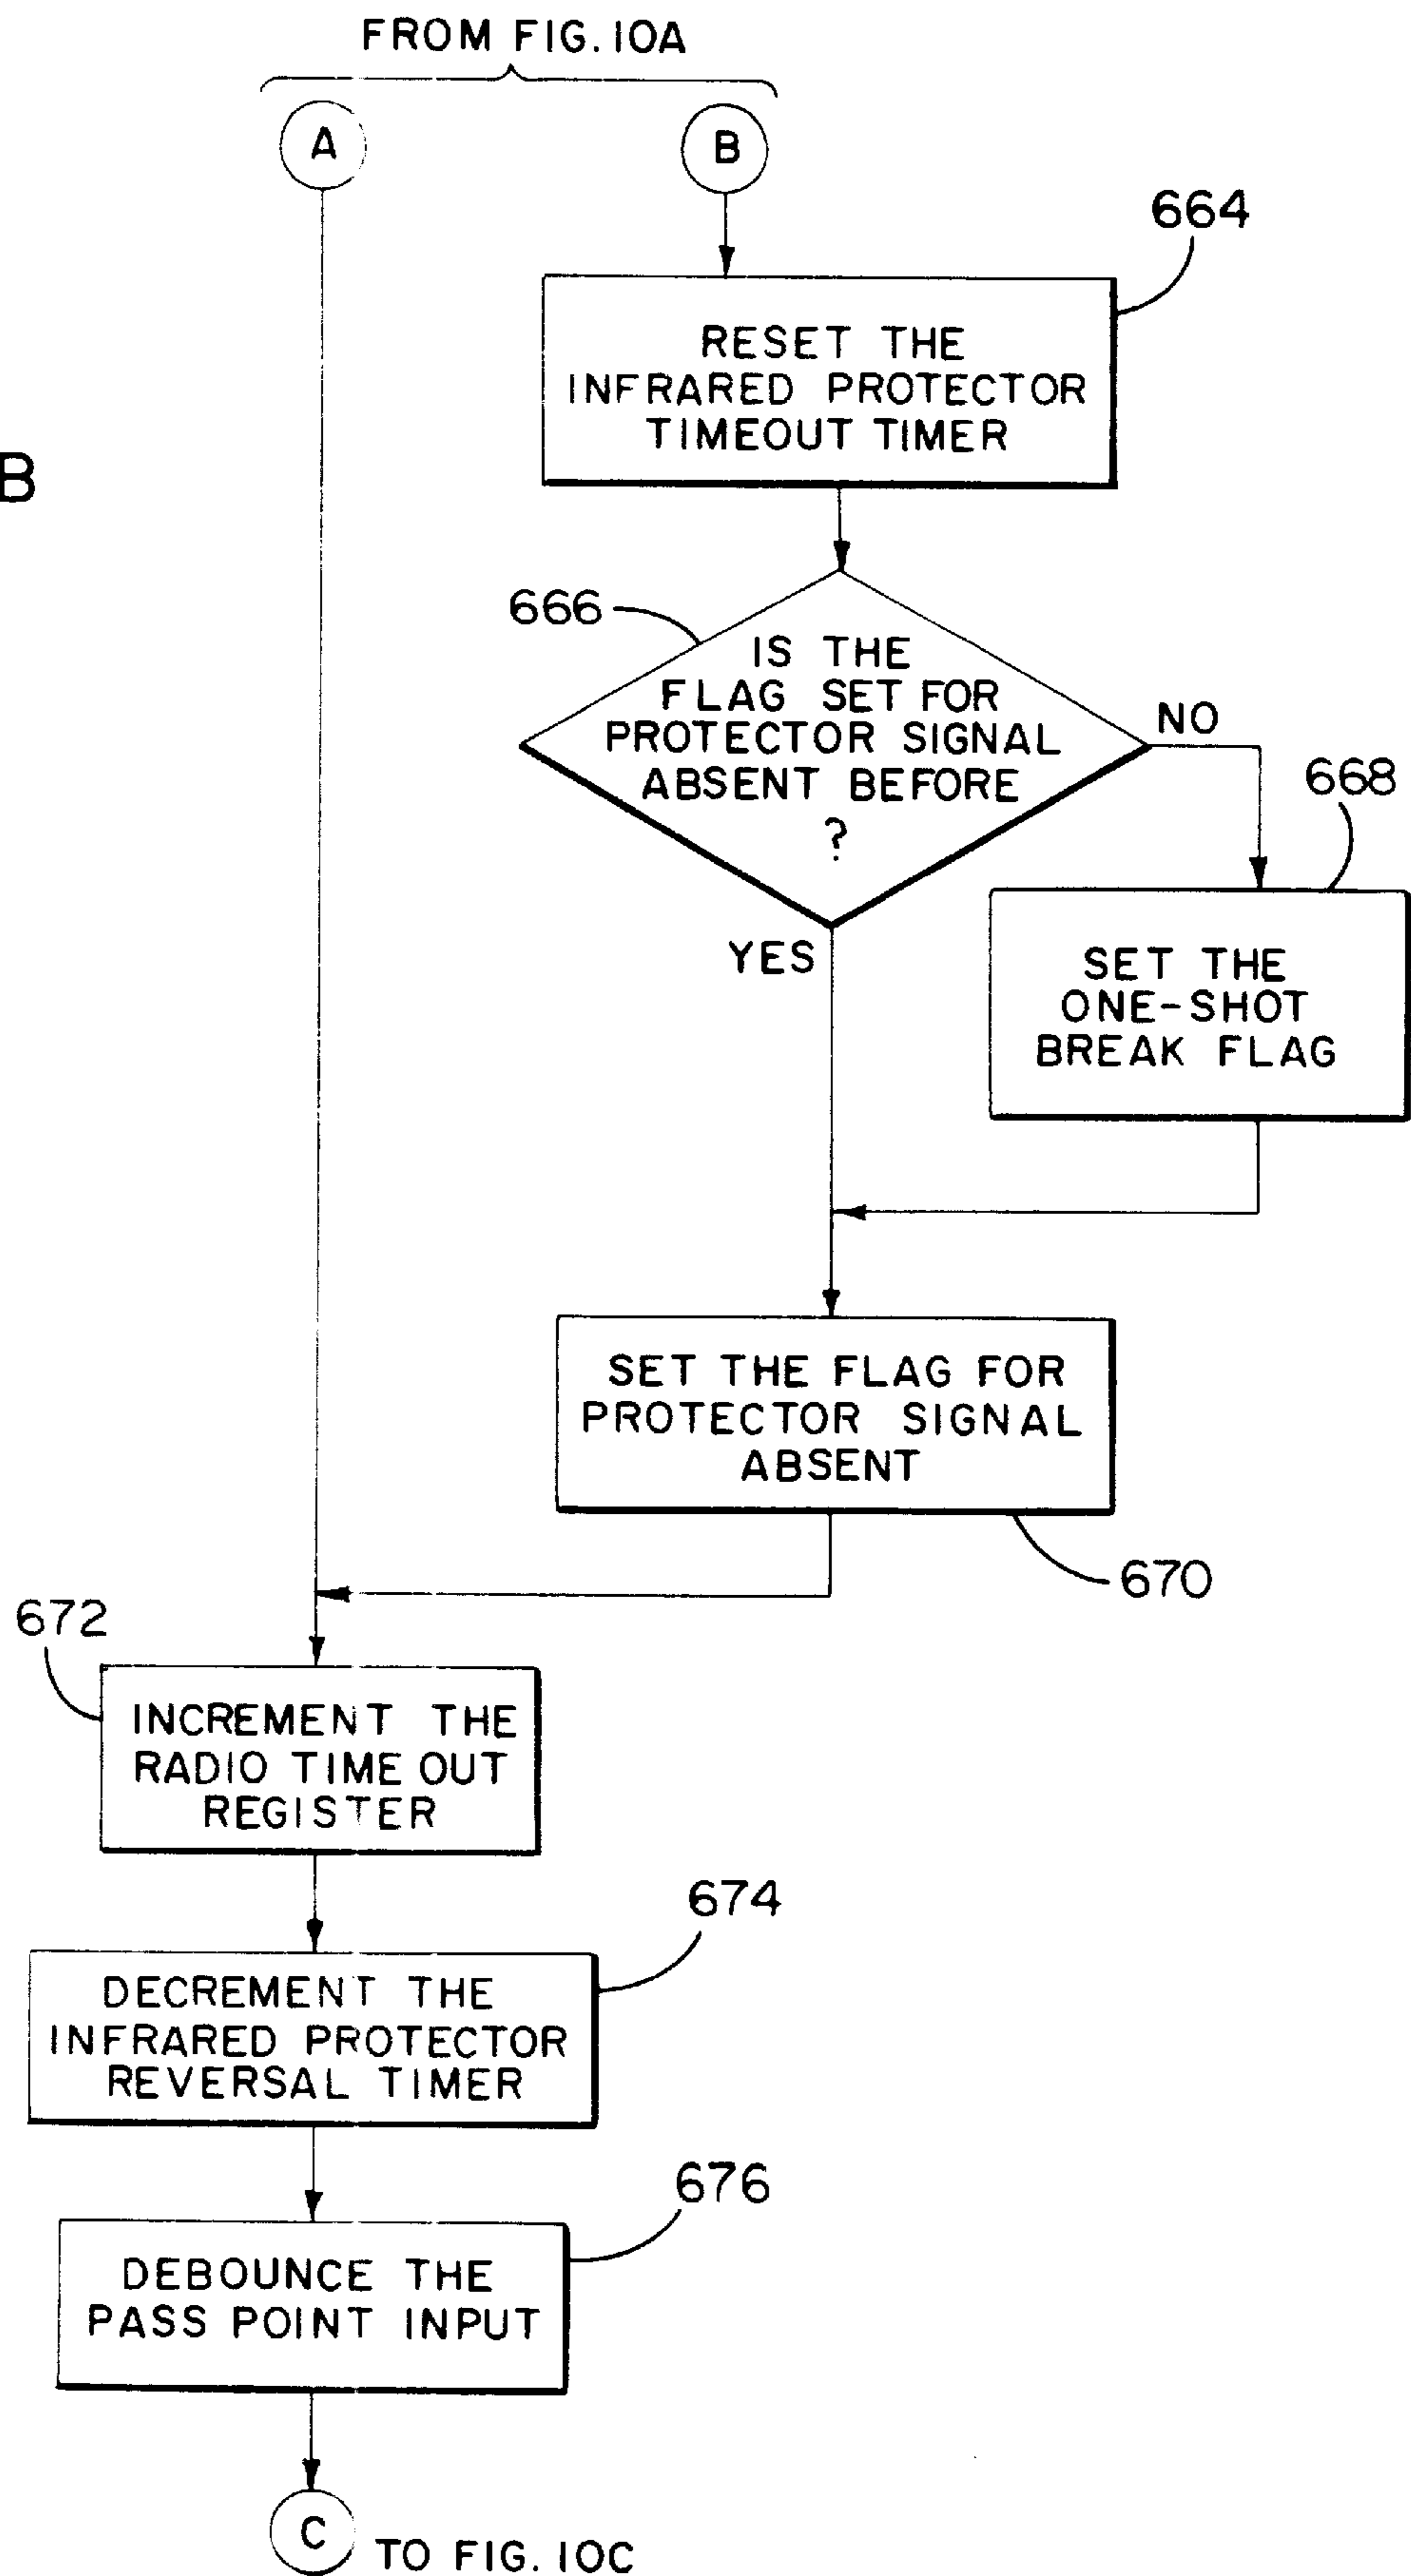 FROM FIG. 10A
A
B
664
RESET THE
INFRARED PROTECTOR
TIMEOUT TIMER
B
666
IS THE
FLAG SET FOR
PROTECTOR SIGNAL
ABSENT BEFORE
?
NO
668
YES
SET THE
ONE-SHOT
BREAK FLAG
SET THE FLAG FOR
PROTECTOR SIGNAL
ABSENT
670
672
INCREMENT THE
RADIO TIME OUT
REGISTER
674
DECREMENT THE
INFRARED PROTECTOR
REVERSAL TIMER
676
DEBOUNCE THE
PASS POINT INPUT
C
TO FIG. 10C